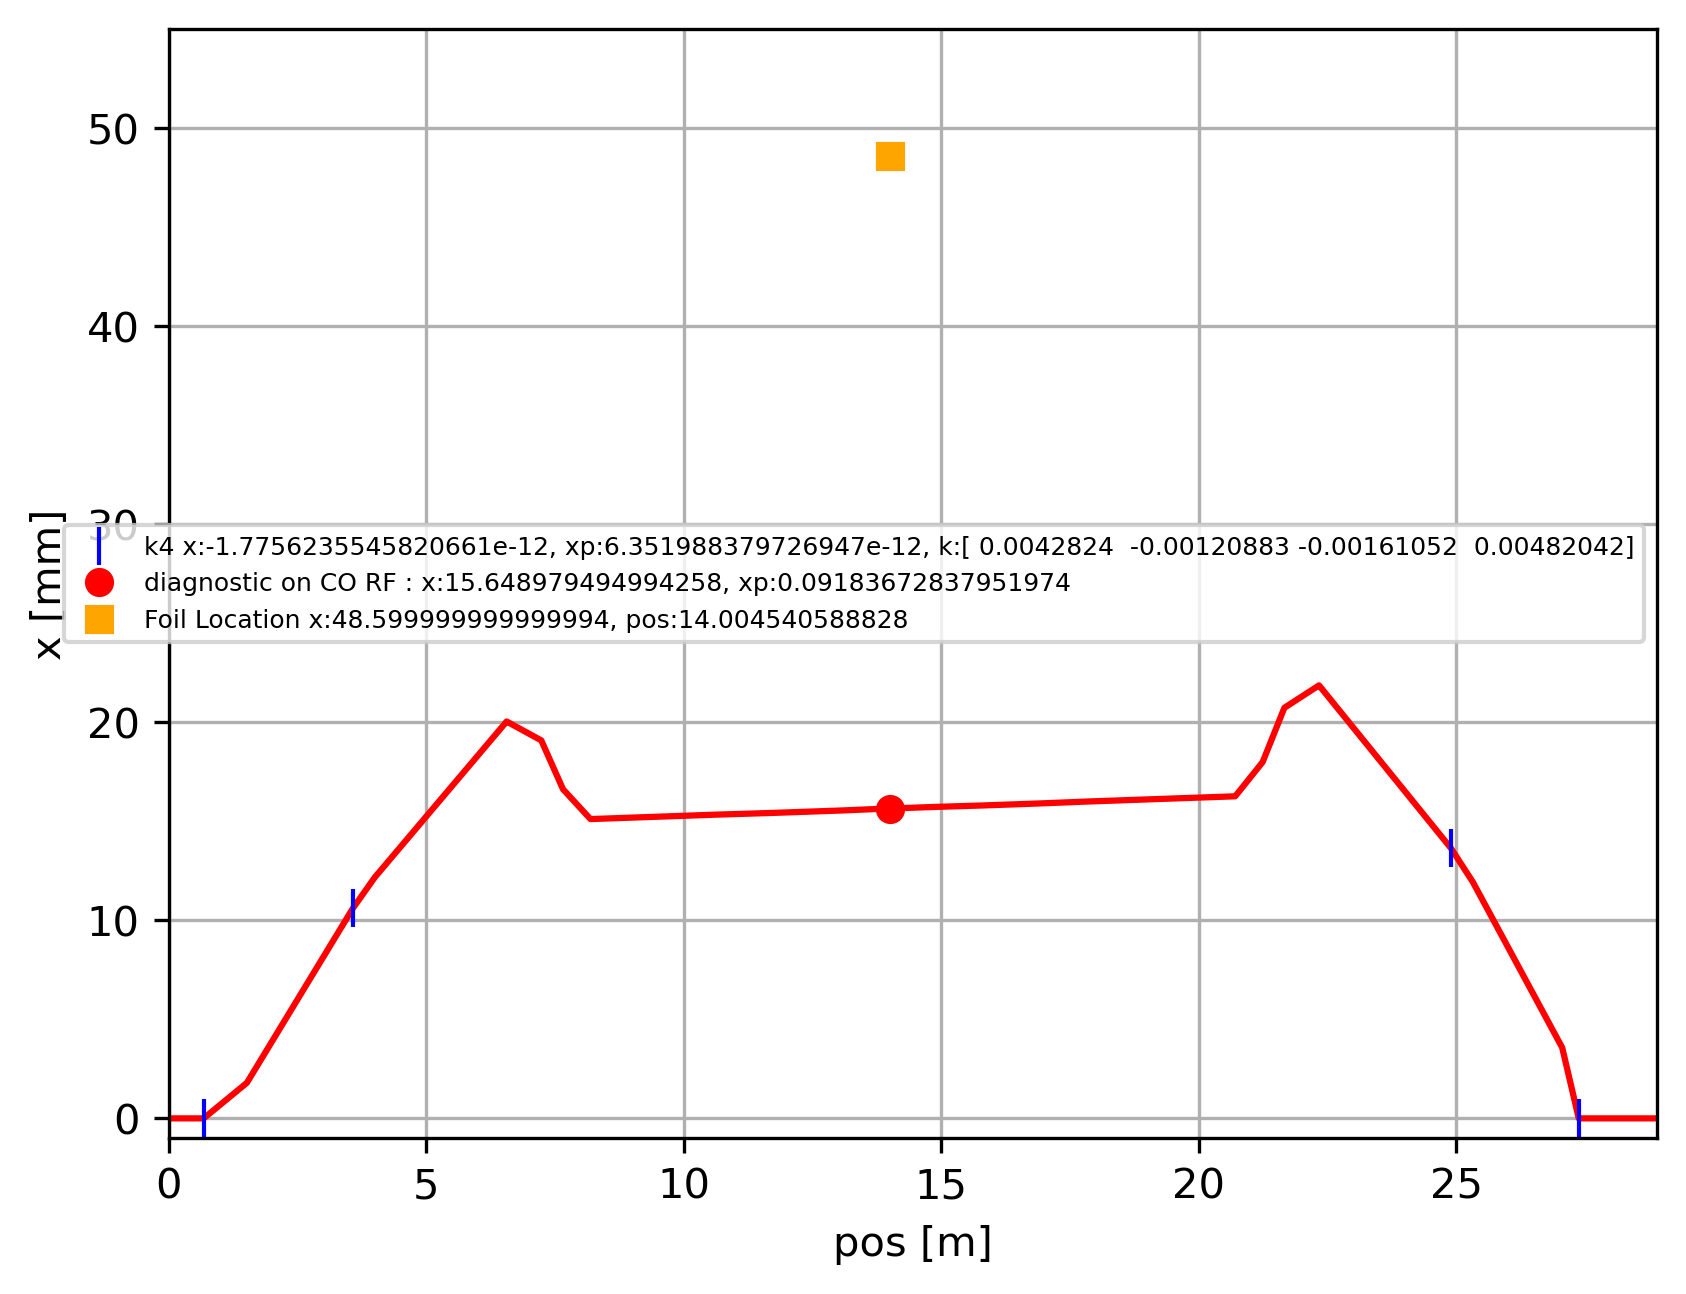 50
40
30
k4 x:-1.7756235545820661e-12, xp:6.351988379726947e-12, k:[ 0.0042824  -0.00120883 -0.00161052  0.00482042]
diagnostic on CO RF : x:15.648979494994258, xp:0.09183672837951974
Foil Location x:48.599999999999994, pos:14.004540588828
x [mm]
20
10
0
0 5 10 15 20 25
pos [m]